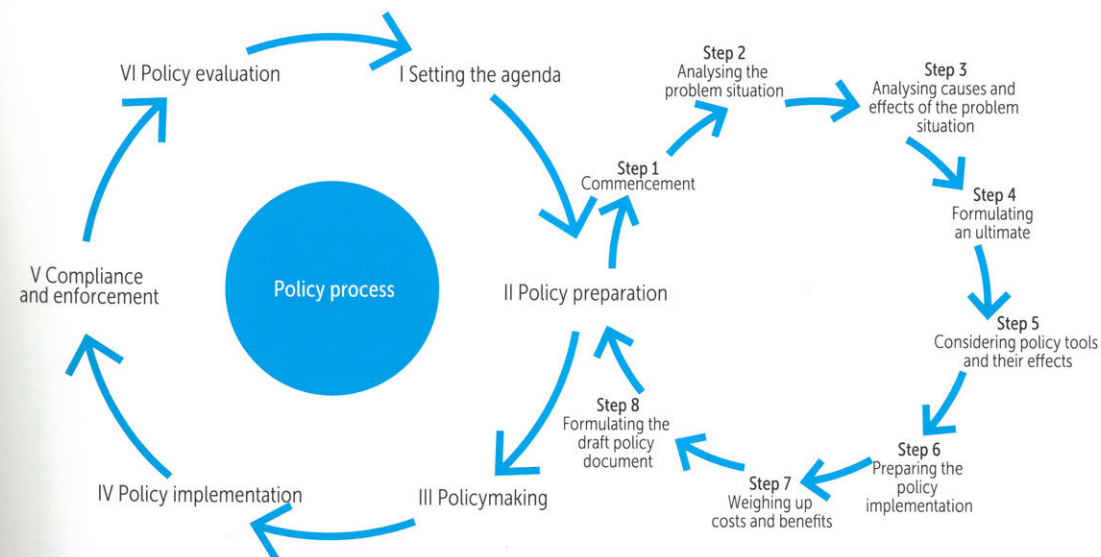 VI Policy evaluation
I Setting the agenda
II Policy preparation
III Policymaking
IV Policy implementation
V Compliance
and enforcement
Policy process
Step 1
Commencement
Step 2
Analysing the
problem situation
Step 3
Analysing causes and
effects of the problem
situation
Step 4
Formulating
an ultimate
Step 5
Considering policy tools
and their effects
Step 6
Preparing the
policy
implementation
Step 7
Weighing up
costs and benefits
Step 8
Formulating the
draft policy
document